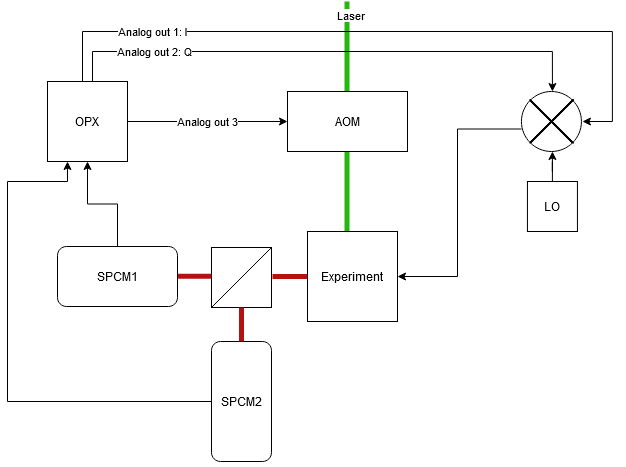 Laser
Analog out 1: I
Analog out 2: Q
OPX
Analog out 3
AOM
LO
SPCM1
Experiment
SPCM2